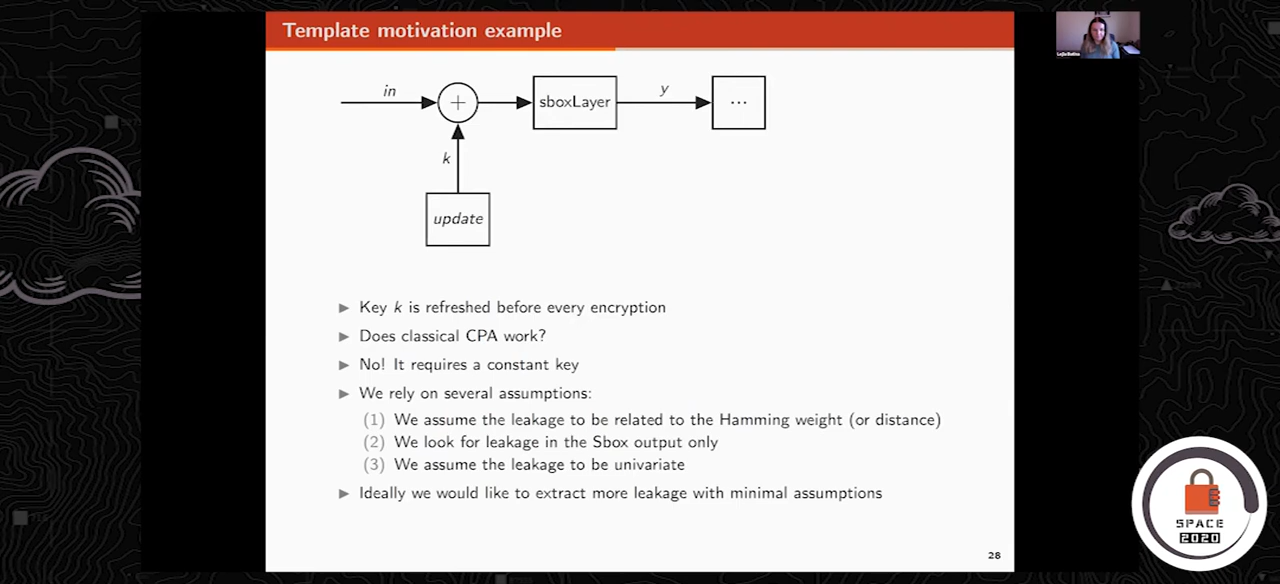 Template motivation example
in
+
sboxLayer
y
...
k
update
▶ Key k is refreshed before every encryption
▶ Does classical CPA work?
▶ No! It requires a constant key
▶ We rely on several assumptions:
(1) We assume the leakage to be related to the Hamming weight (or distance)
(2) We look for leakage in the Sbox output only
(3) We assume the leakage to be univariate
▶ Ideally we would like to extract more leakage with minimal assumptions
28
Lejla Batina
SPACE
2020